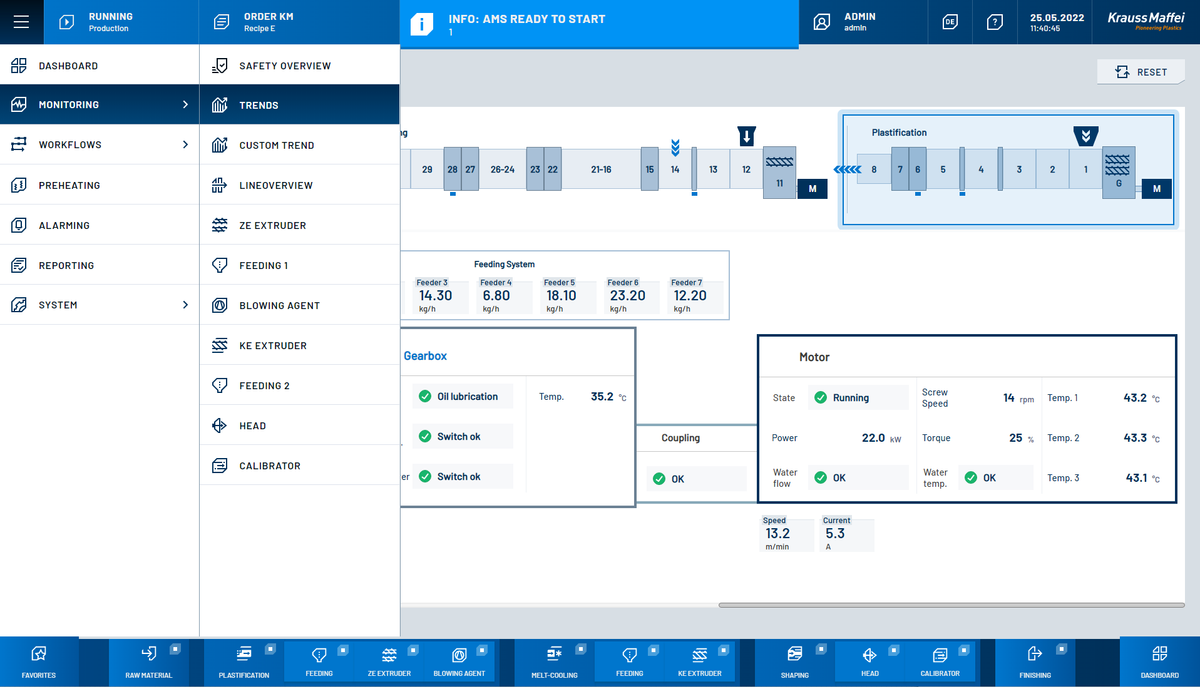 RUNNING
Production
ORDER KM
Recipe E
INFO: AMS READY TO START
1
ADMIN
admin
DE
?
25.05.2022
11:40:45
Krauss Maffei
Pioneering Plastics
DASHBOARD
MONITORING
WORKFLOWS
PREHEATING
ALARMING
REPORTING
SYSTEM
SAFETY OVERVIEW
TRENDS
CUSTOM TREND
LINEOVERVIEW
ZE EXTRUDER
FEEDING 1
BLOWING AGENT
KE EXTRUDER
FEEDING 2
HEAD
CALIBRATOR
RESET
ng
29 28 27 26-24 23 22 21-16 15 14 13 12 11 M
Plastification
8 7 6 5 4 3 2 1 G M
Feeding System
Feeder 3 Feeder 4 Feeder 5 Feeder 6 Feeder 7
14.30 6.80 18.10 23.20 12.20
kg/h kg/h kg/h kg/h kg/h
Gearbox
Oil lubrication Temp. 35.2 °C
Switch ok
er Switch ok
Coupling
OK
Motor
State Running Screw Speed 14 rpm Temp. 1 43.2 °C
Power 22.0 kW Torque 25 % Temp. 2 43.3 °C
Water flow OK Water temp. OK Temp. 3 43.1 °C
Speed Current
13.2 5.3
m/min A
FAVORITES RAW MATERIAL PLASTIFICATION FEEDING ZE EXTRUDER BLOWING AGENT MELT-COOLING FEEDING KE EXTRUDER SHAPING HEAD CALIBRATOR FINISHING DASHBOARD